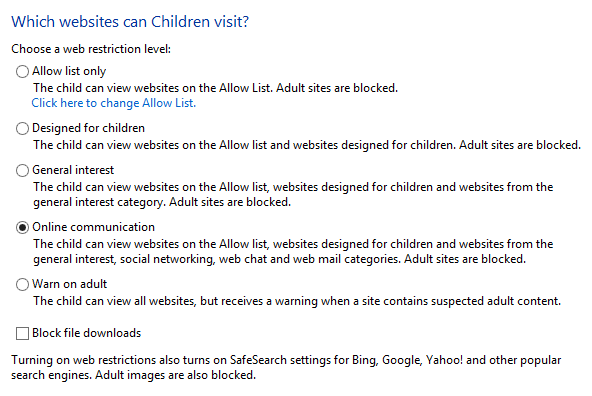 Which websites can Children visit?
Choose a web restriction level:
Allow list only
The child can view websites on the Allow List. Adult sites are blocked.
Click here to change Allow List.
Designed for children
The child can view websites on the Allow list and websites designed for children. Adult sites are blocked.
General interest
The child can view websites on the Allow list, websites designed for children and websites from the
general interest category. Adult sites are blocked.
Online communication
The child can view websites on the Allow list, websites designed for children and websites from the
general interest, social networking, web chat and web mail categories. Adult sites are blocked.
Warn on adult
The child can view all websites, but receives a warning when a site contains suspected adult content.
Block file downloads
Turning on web restrictions also turns on SafeSearch settings for Bing, Google, Yahoo! and other popular
search engines. Adult images are also blocked.